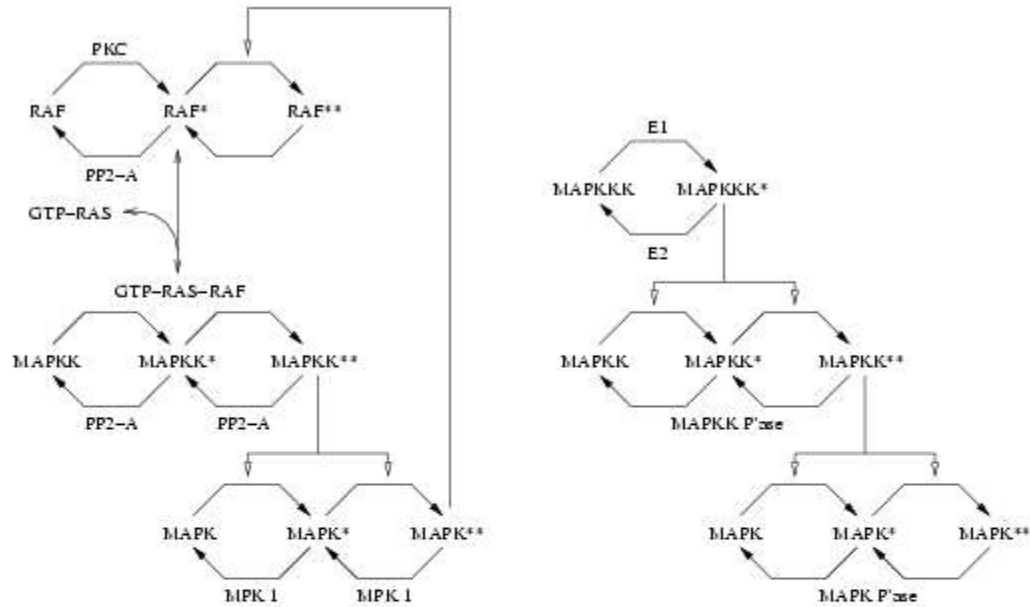 PKC
RAF RAF* RAF**
PP2-A
GTP-RAS
GTP-RAS-RAF
MAPKK MAPKK* MAPKK**
PP2-A PP2-A
MAPK MAPK* MAPK**
MPK 1 MPK 1
E1
MAPKKK MAPKKK*
E2
MAPKK MAPKK* MAPKK**
MAPKK P'ase
MAPK MAPK* MAPK**
MAPK P'ase